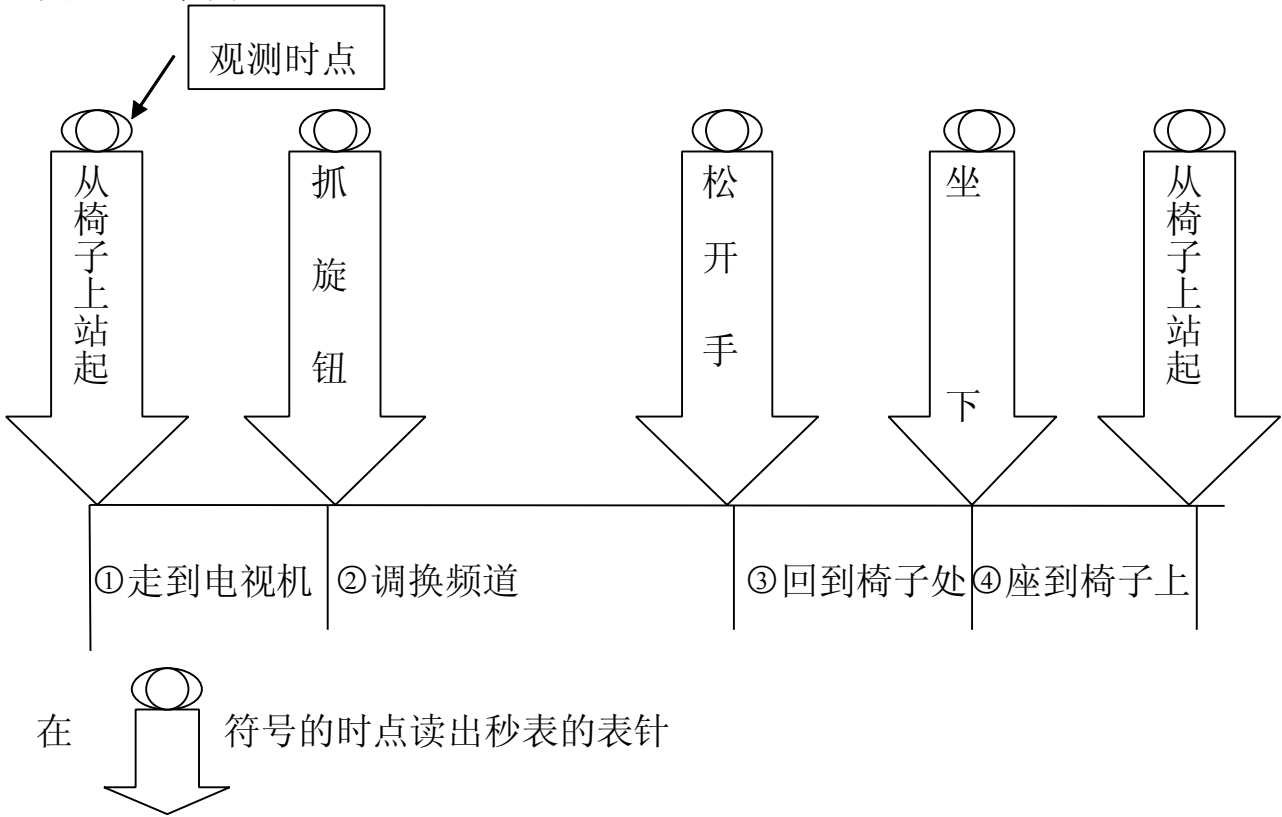 观测时点
从椅子上站起
抓旋钮
松开手
坐下
从椅子上站起
①走到电视机
②调换频道
③回到椅子处
④座到椅子上
在 符号的时点读出秒表的表针